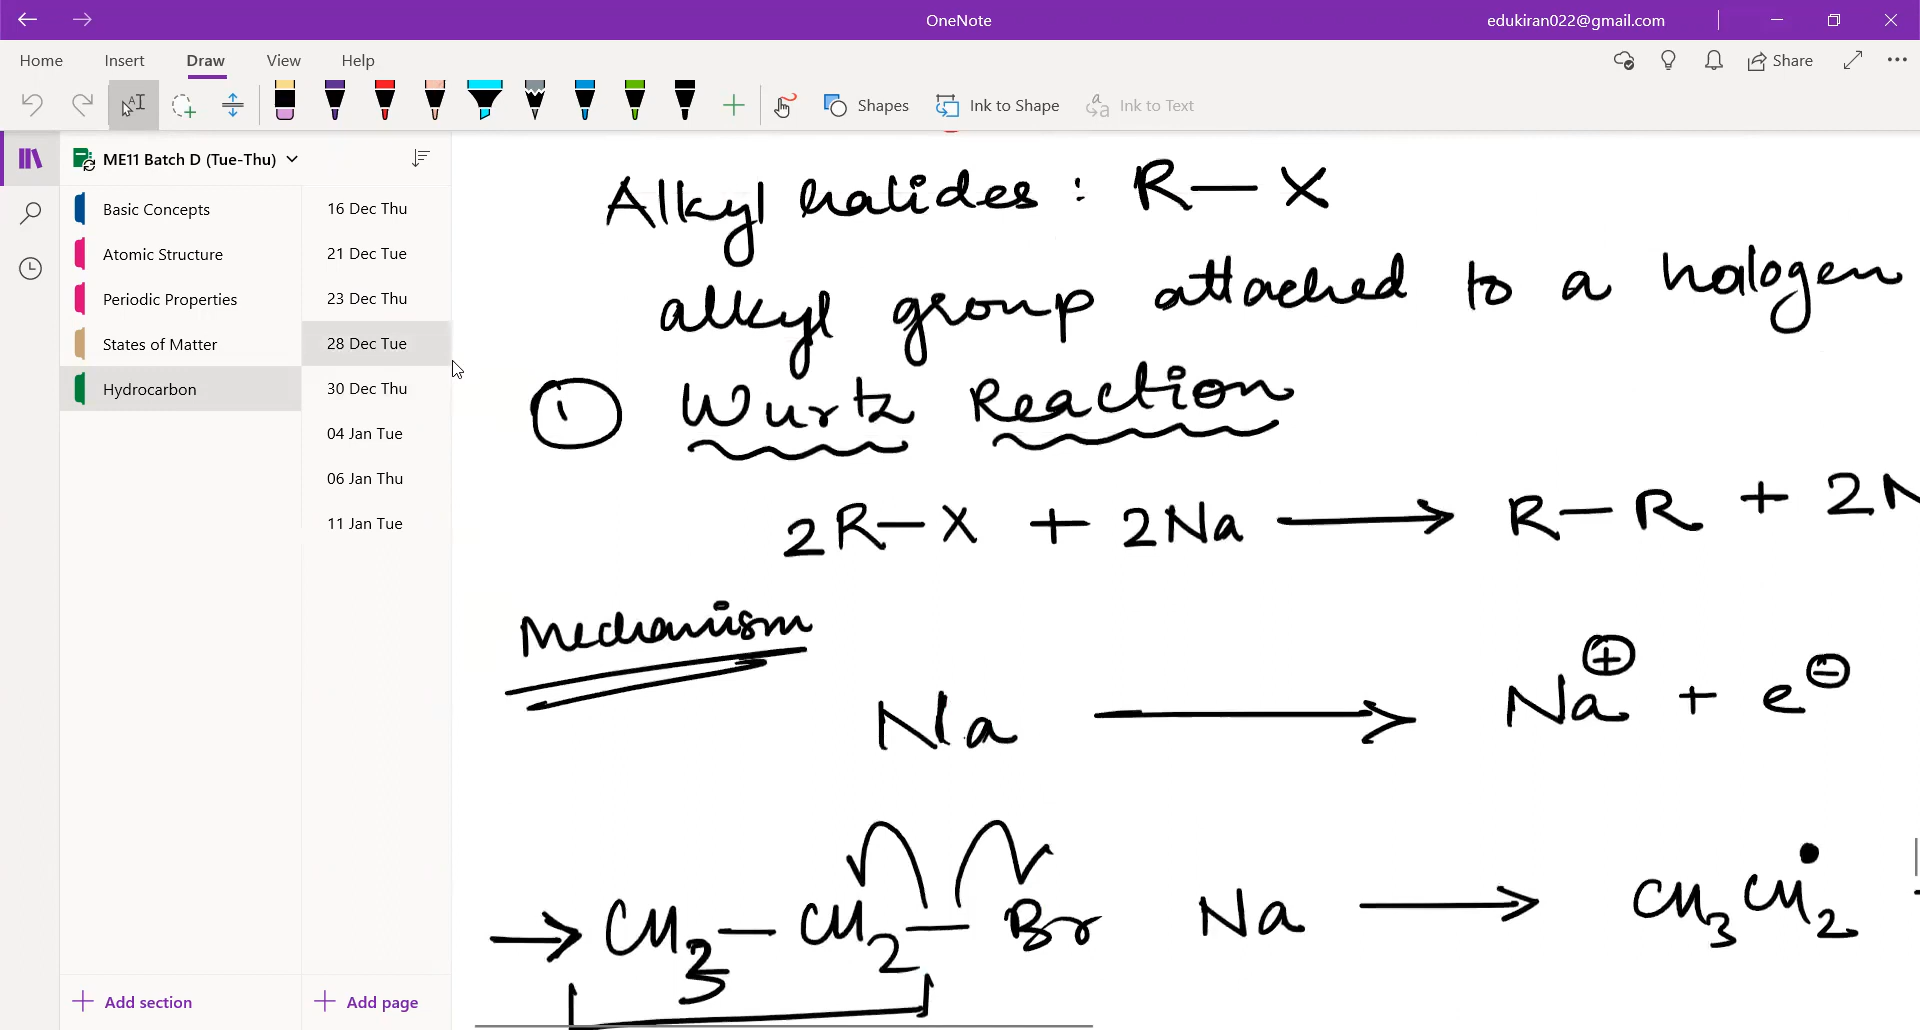 OneNote
edukiran022@gmail.com
Home Insert Draw View Help
Share
Shapes Ink to Shape Ink to Text
ME11 Batch D (Tue-Thu)
Basic Concepts
Atomic Structure
Periodic Properties
States of Matter
Hydrocarbon
16 Dec Thu
21 Dec Tue
23 Dec Thu
28 Dec Tue
30 Dec Thu
04 Jan Tue
06 Jan Thu
11 Jan Tue
Add section
Add page
Alkyl halides : R — X
alkyl group attached to a halogen
① Wurtz Reaction
2R—X + 2Na ⟶ R—R + 2N
Mechanism
Na ⟶ Na⊕ + e⊖
→ CH3 — CH2 — Br Na ⟶ CH3 CH2•